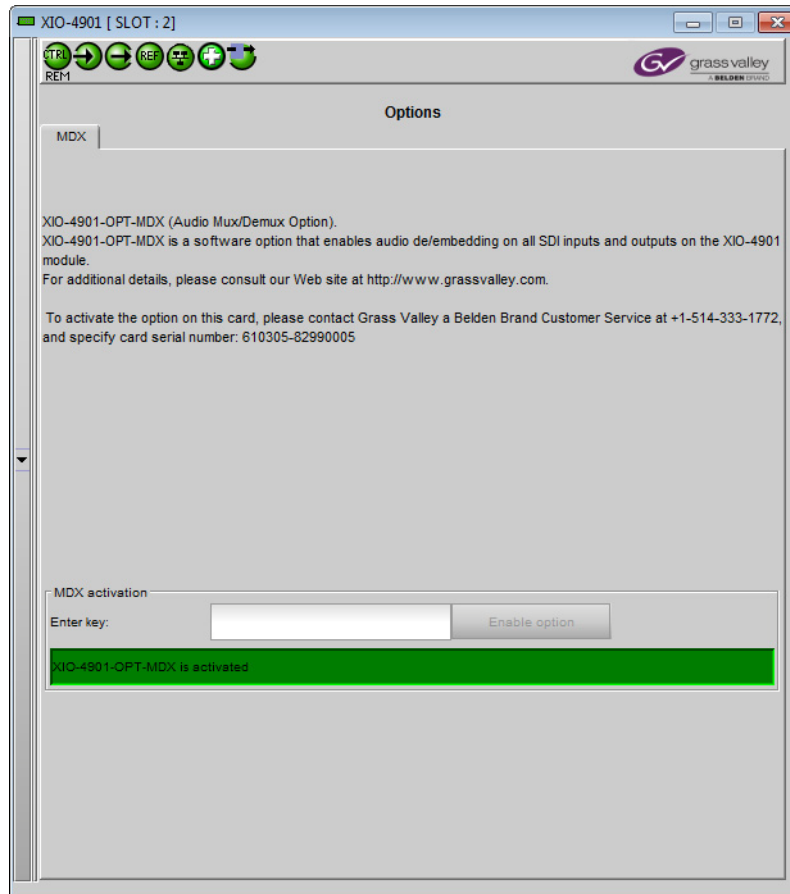 XIO-4901 [ SLOT : 2]
CTRL
REF
REM
GV grass valley
A BELDEN BRAND
Options
MDX
XIO-4901-OPT-MDX (Audio Mux/Demux Option).
XIO-4901-OPT-MDX is a software option that enables audio de/embedding on all SDI inputs and outputs on the XIO-4901
module.
For additional details, please consult our Web site at http://www.grassvalley.com.
To activate the option on this card, please contact Grass Valley a Belden Brand Customer Service at +1-514-333-1772,
and specify card serial number: 610305-82990005
MDX activation
Enter key:
Enable option
XIO-4901-OPT-MDX is activated